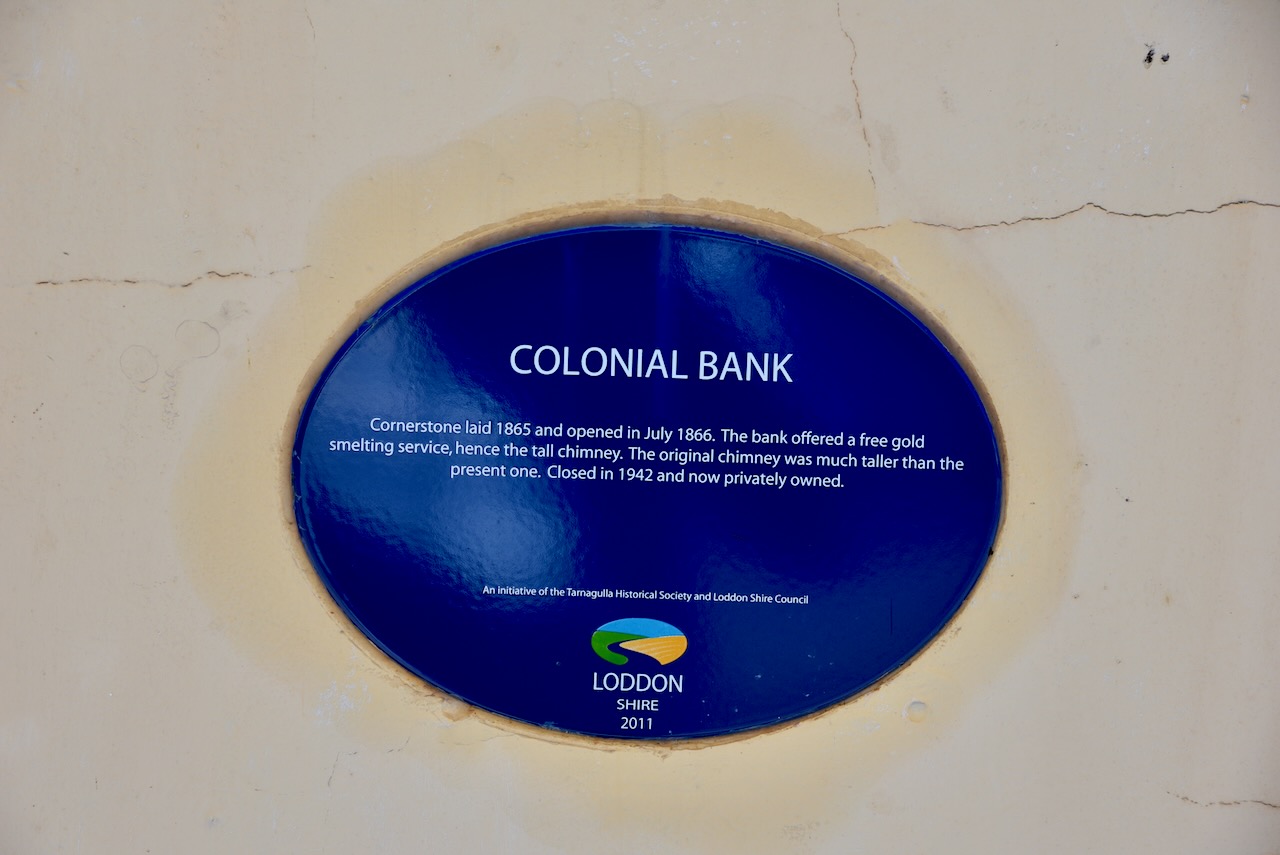 COLONIAL BANK
Cornerstone laid 1865 and opened in July 1866. The bank offered a free gold
smelting service, hence the tall chimney. The original chimney was much taller than the
present one. Closed in 1942 and now privately owned.
An initiative of the Tarnagulla Historical Society and Loddon Shire Council
LODDON
SHIRE
2011